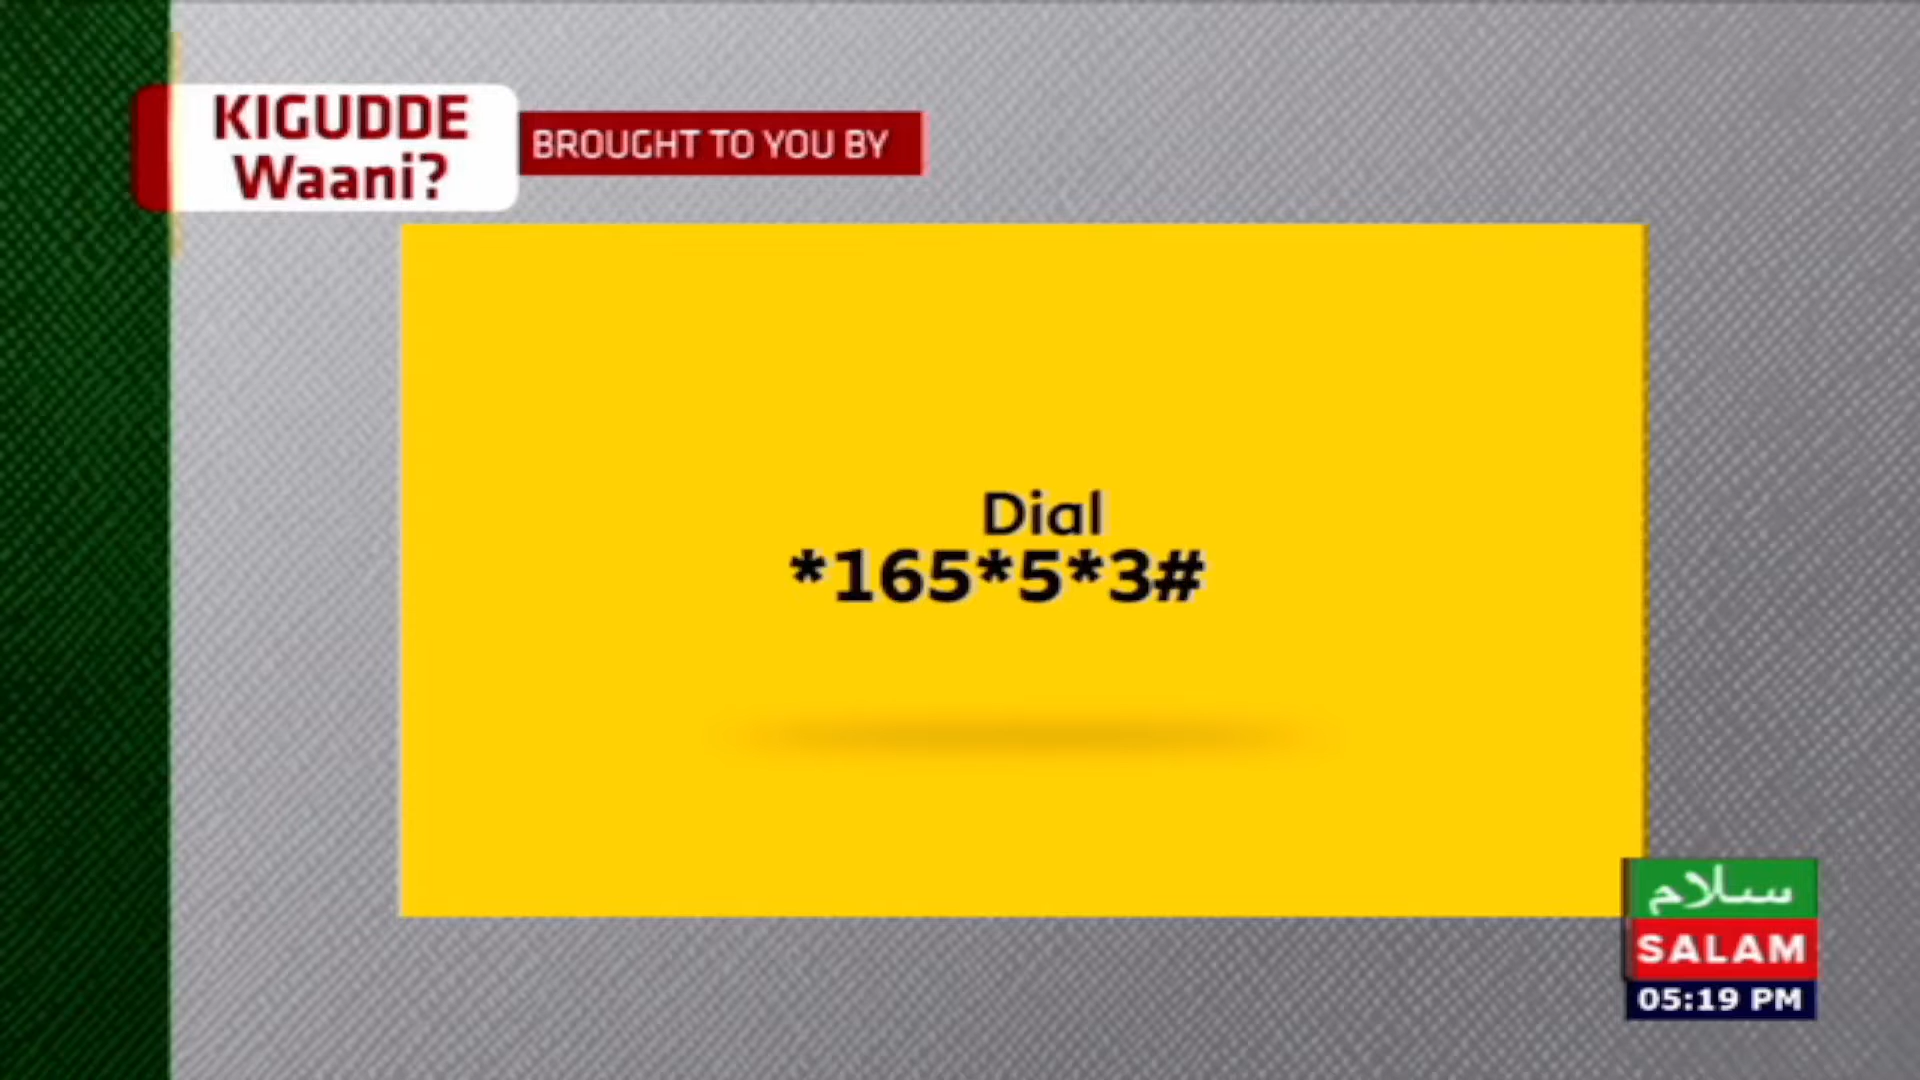 KIGUDDE
Waani?
BROUGHT TO YOU BY
Dial
*165*5*3#
سلام
SALAM
05:19 PM